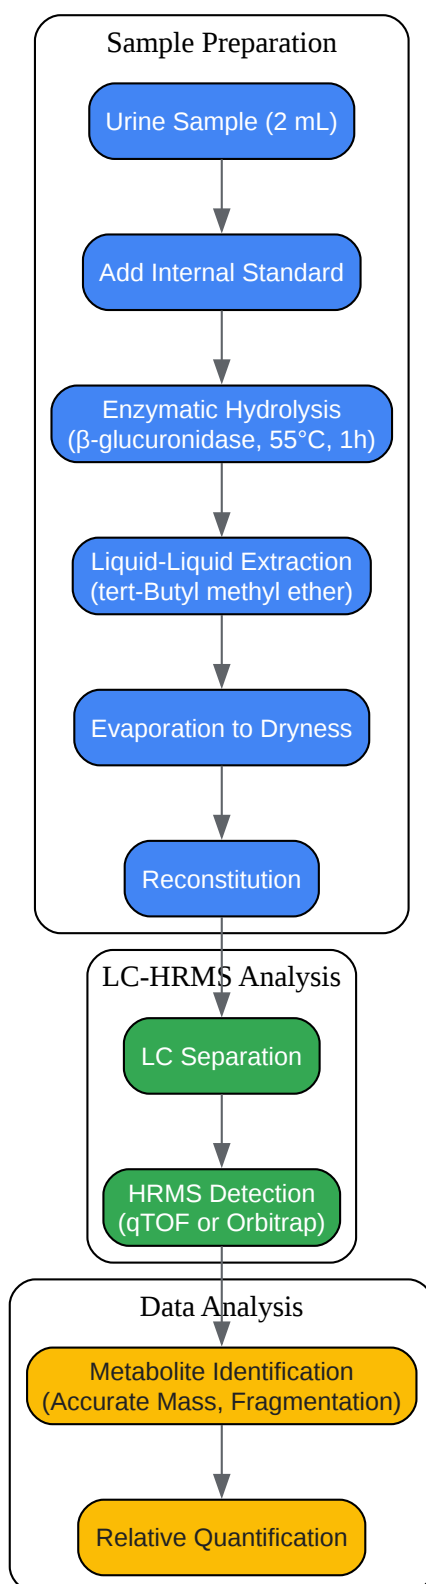 Sample Preparation
Urine Sample (2 mL)
Add Internal Standard
Enzymatic Hydrolysis
(β-glucuronidase, 55°C, 1h)
Liquid-Liquid Extraction
(tert-Butyl methyl ether)
Evaporation to Dryness
Reconstitution
LC-HRMS Analysis
LC Separation
HRMS Detection
(qTOF or Orbitrap)
Data Analysis
Metabolite Identification
(Accurate Mass, Fragmentation)
Relative Quantification